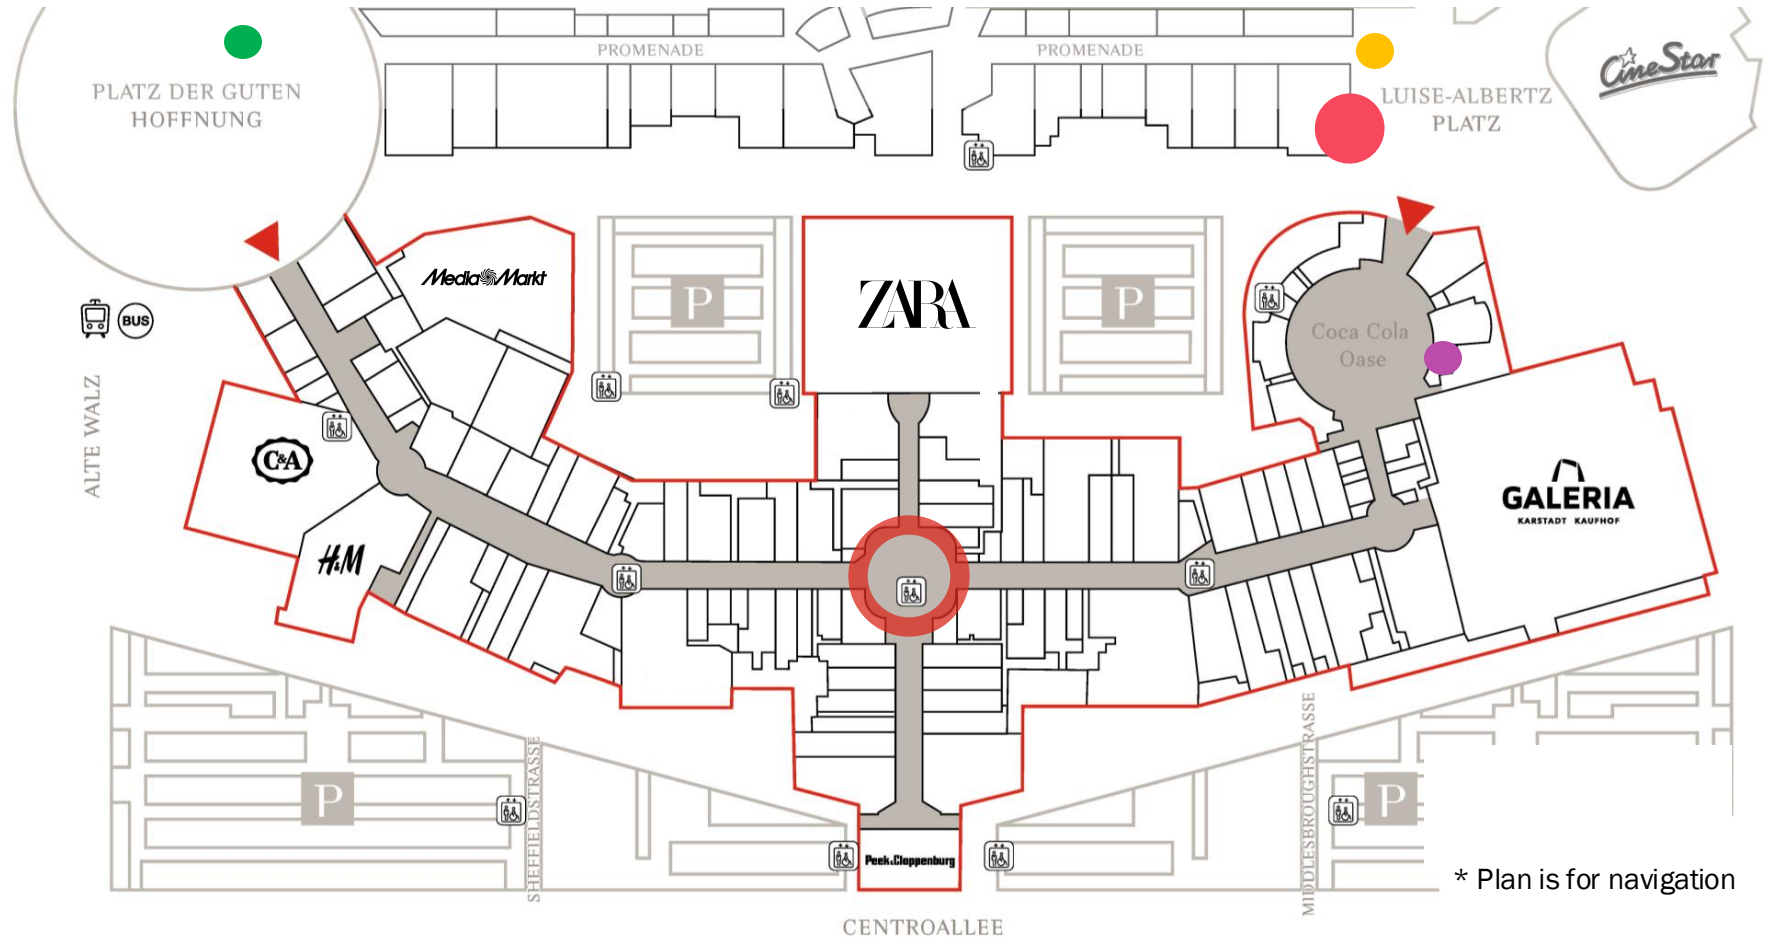 PROMENADE
PROMENADE
CineStar
PLATZ DER GUTEN
HOFFNUNG
LUISE-ALBERTZ
PLATZ
MediaMarkt
ZARA
P
P
BUS
Coca Cola
Oase
ALTE WALZ
C&A
GALERIA
KARSTADT KAUFHOF
H&M
SHEFFIELDSTRASSE
MIDDLESBROUGHSTRASSE
P
P
Peek&Cloppenburg
* Plan is for navigation
CENTROALLEE